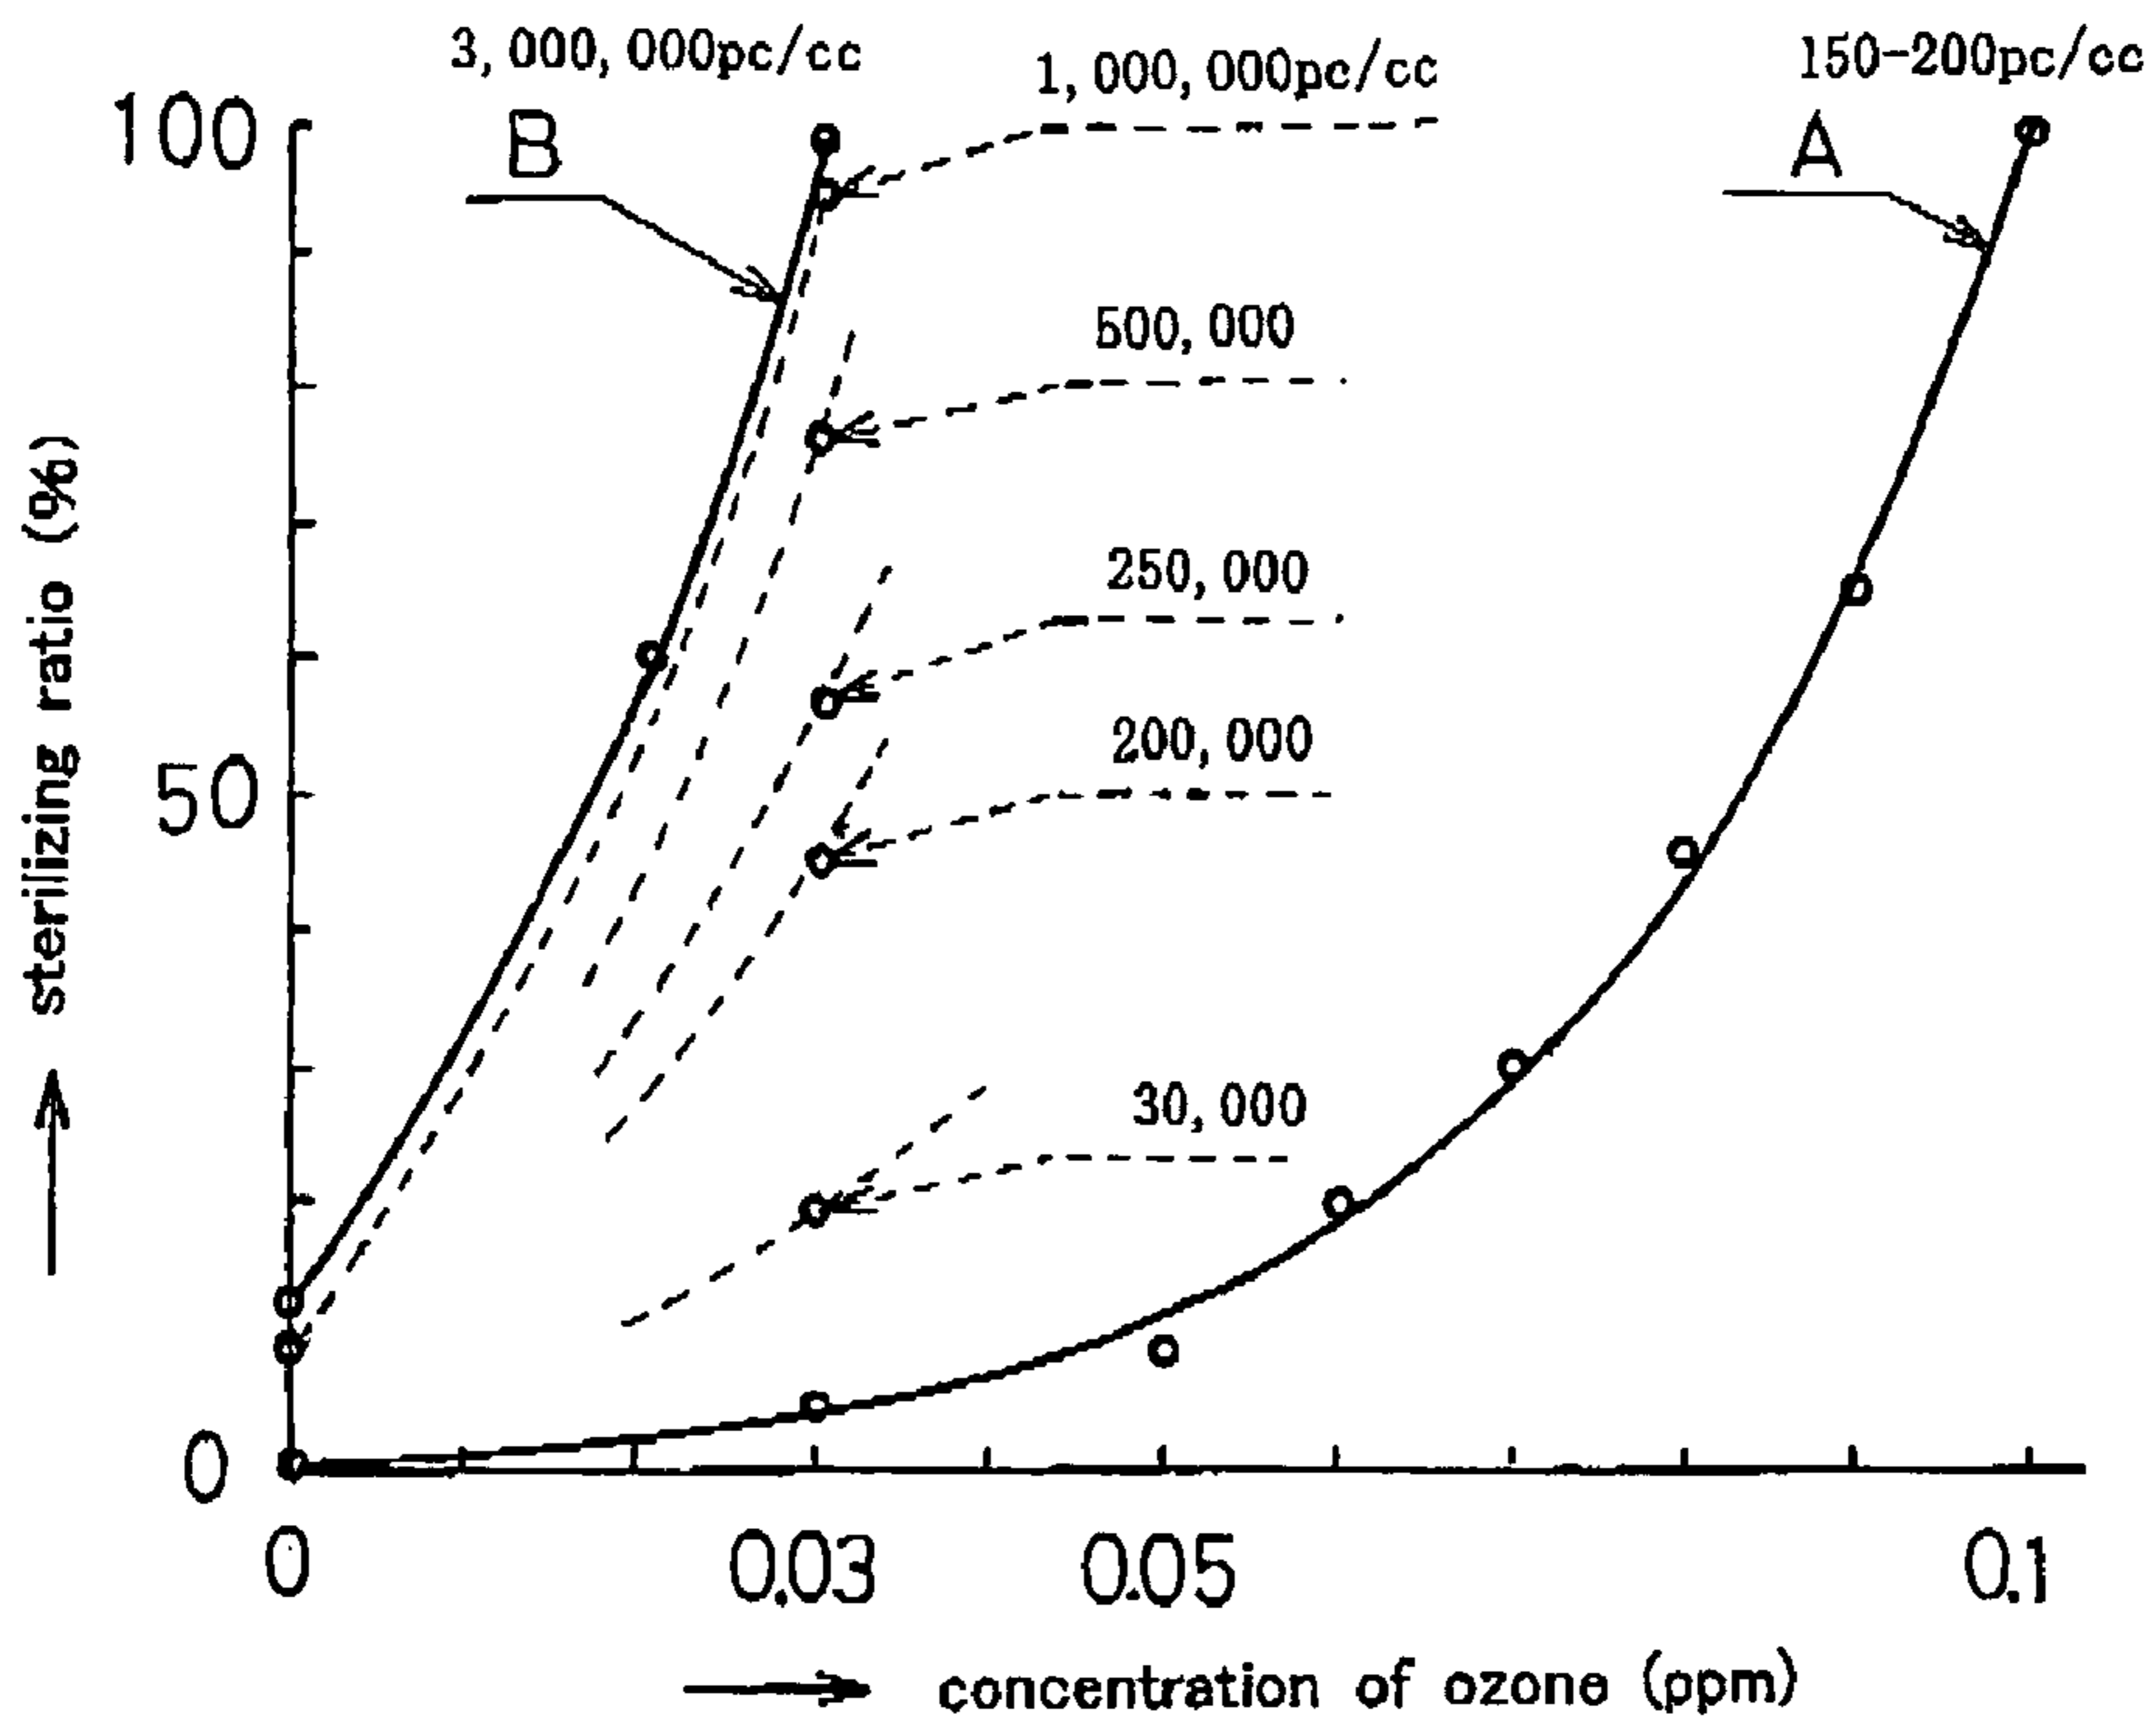 3,000,000pc/cc
1,000,000pc/cc
150-200pc/cc
100
B
A
500,000
250,000
200,000
50
30,000
0
0
0.03
0.05
0.1
sterilizing ratio (%)
concentration of ozone (ppm)